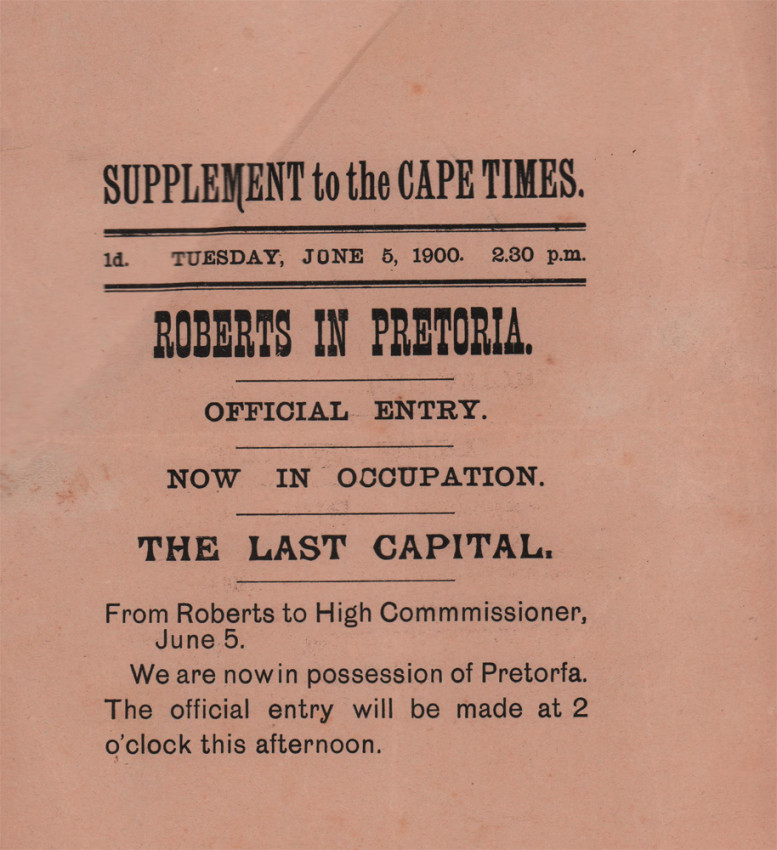 SUPPLEMENT to the CAPE TIMES.
1d. TUESDAY, JUNE 5, 1900. 2.30 p.m.
ROBERTS IN PRETORIA.
OFFICIAL ENTRY.
NOW IN OCCUPATION.
THE LAST CAPITAL.
From Roberts to High Commmissioner,
June 5.
We are now in possession of Pretorfa.
The official entry will be made at 2
o'clock this afternoon.